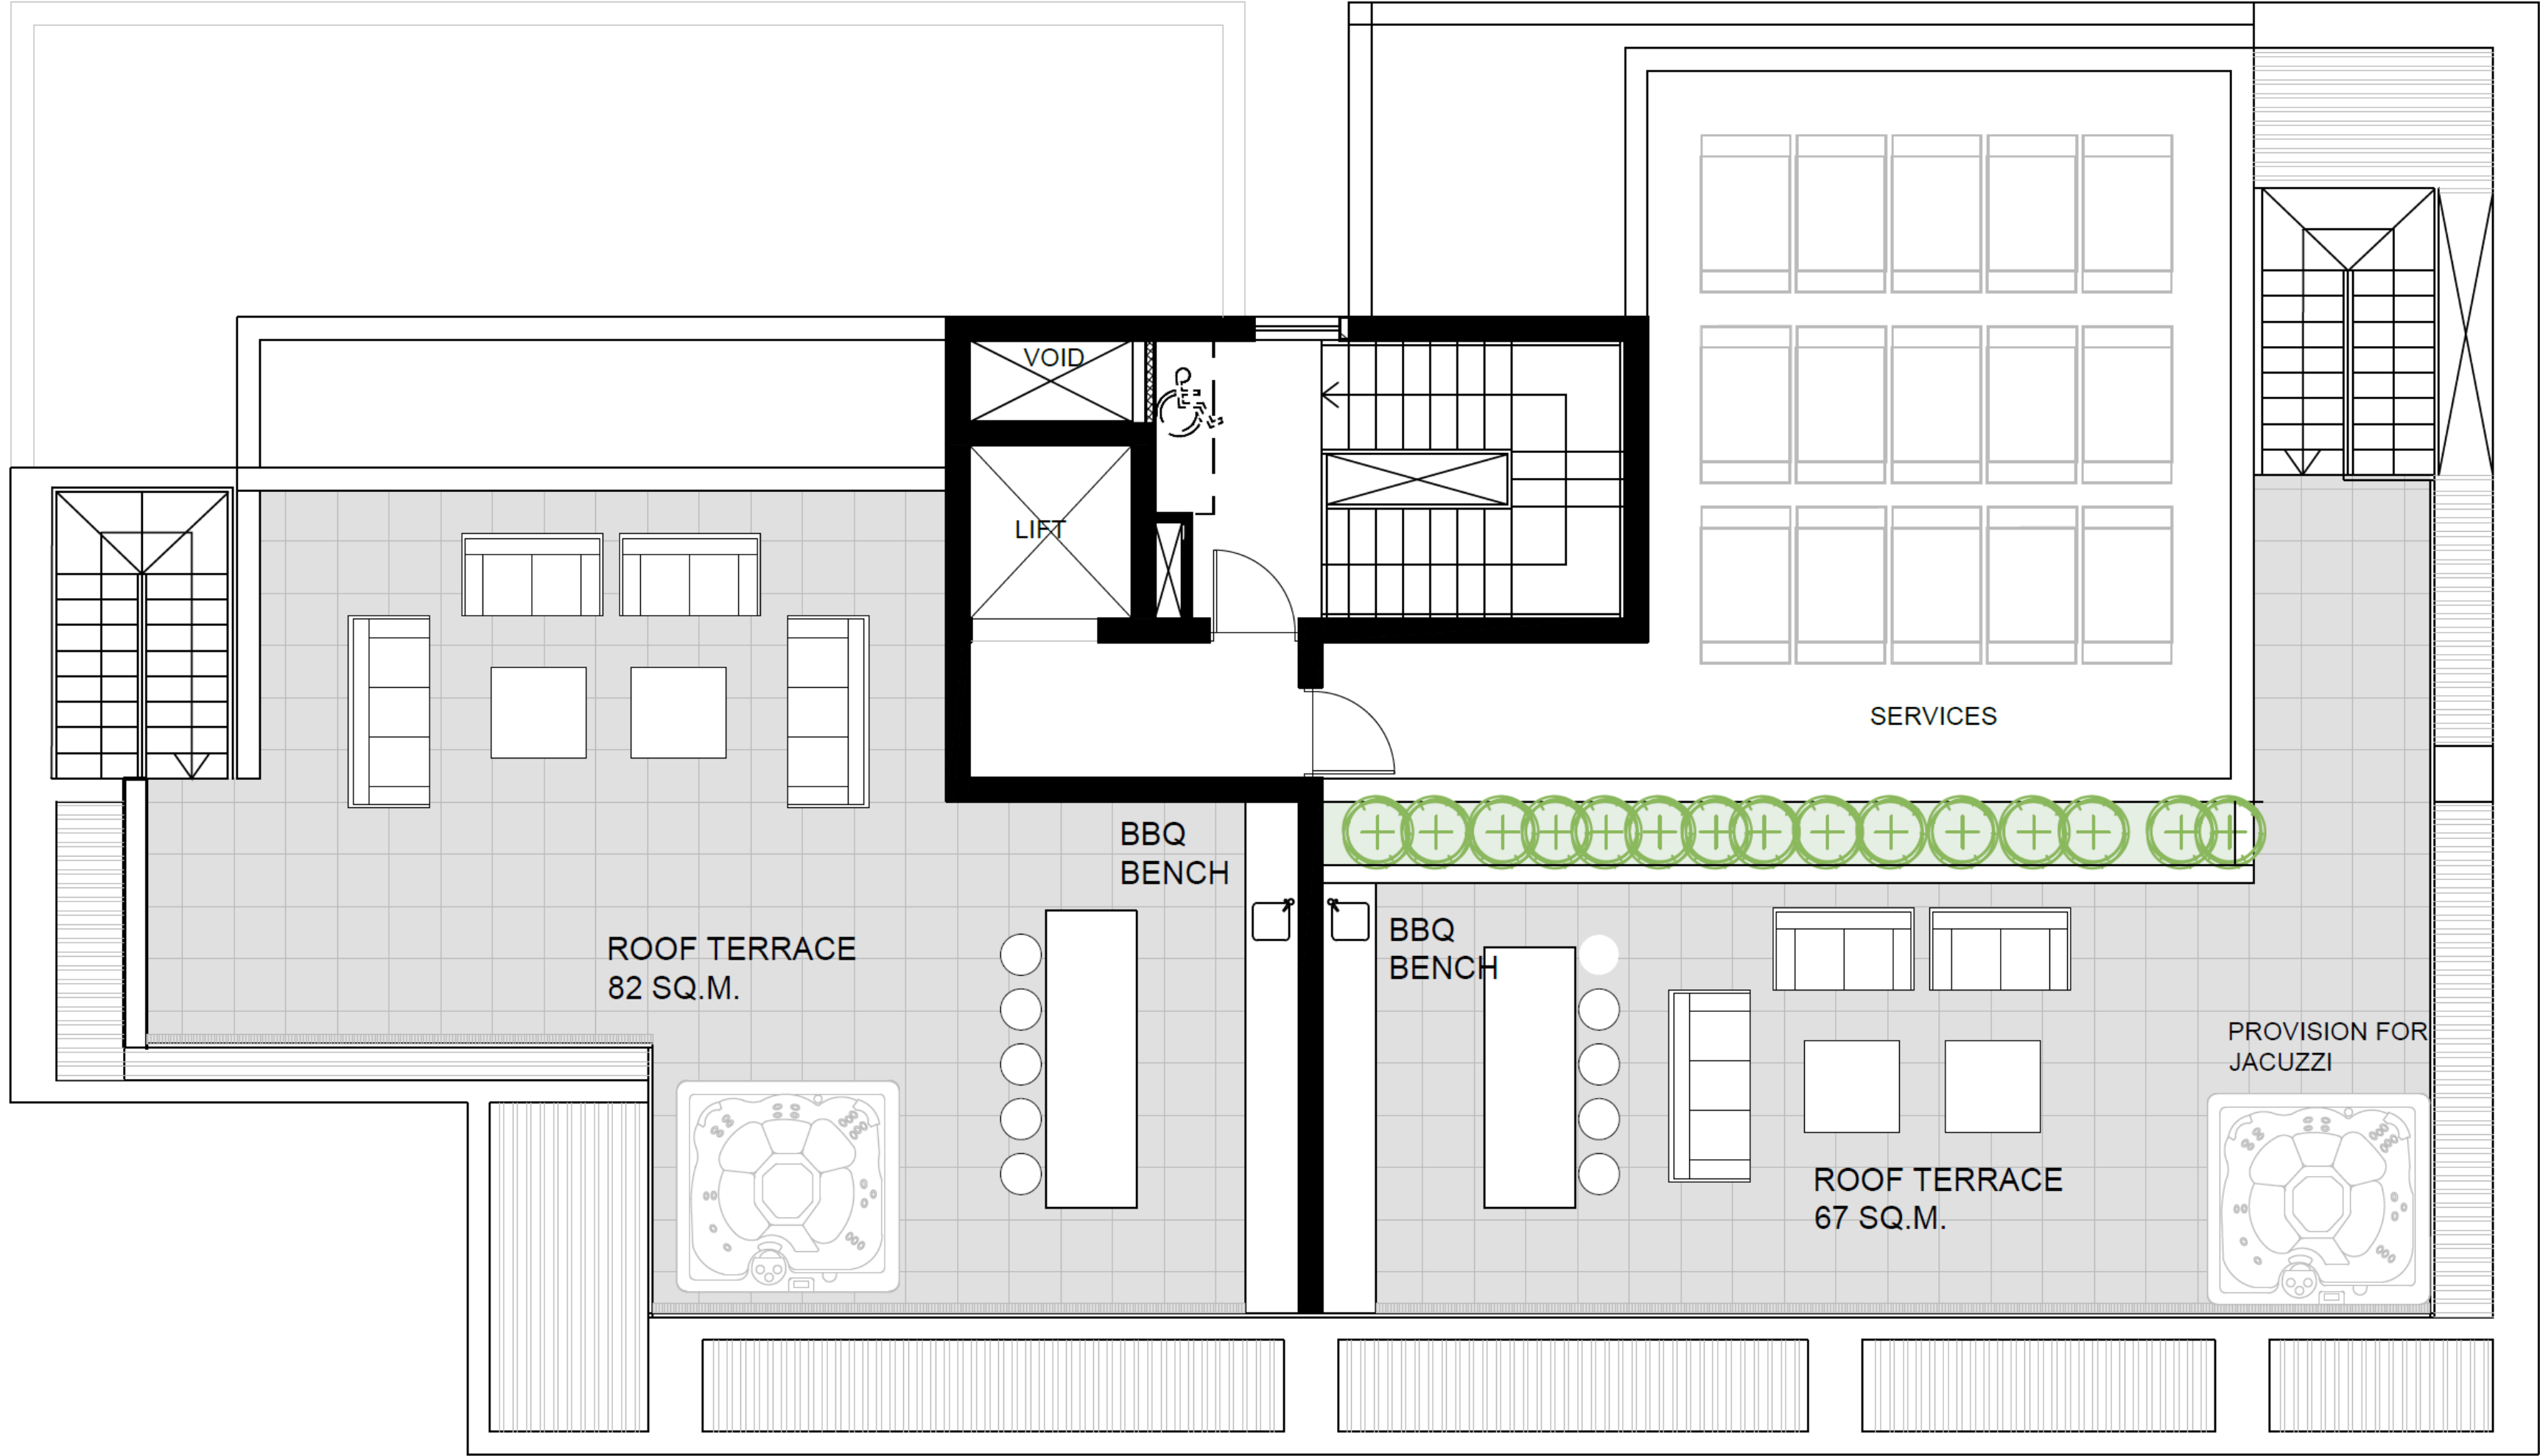 VOID
LIFT
SERVICES
BBQ
BENCH
ROOF TERRACE
82 SQ.M.
BBQ
BENCH
PROVISION FOR
JACUZZI
ROOF TERRACE
67 SQ.M.